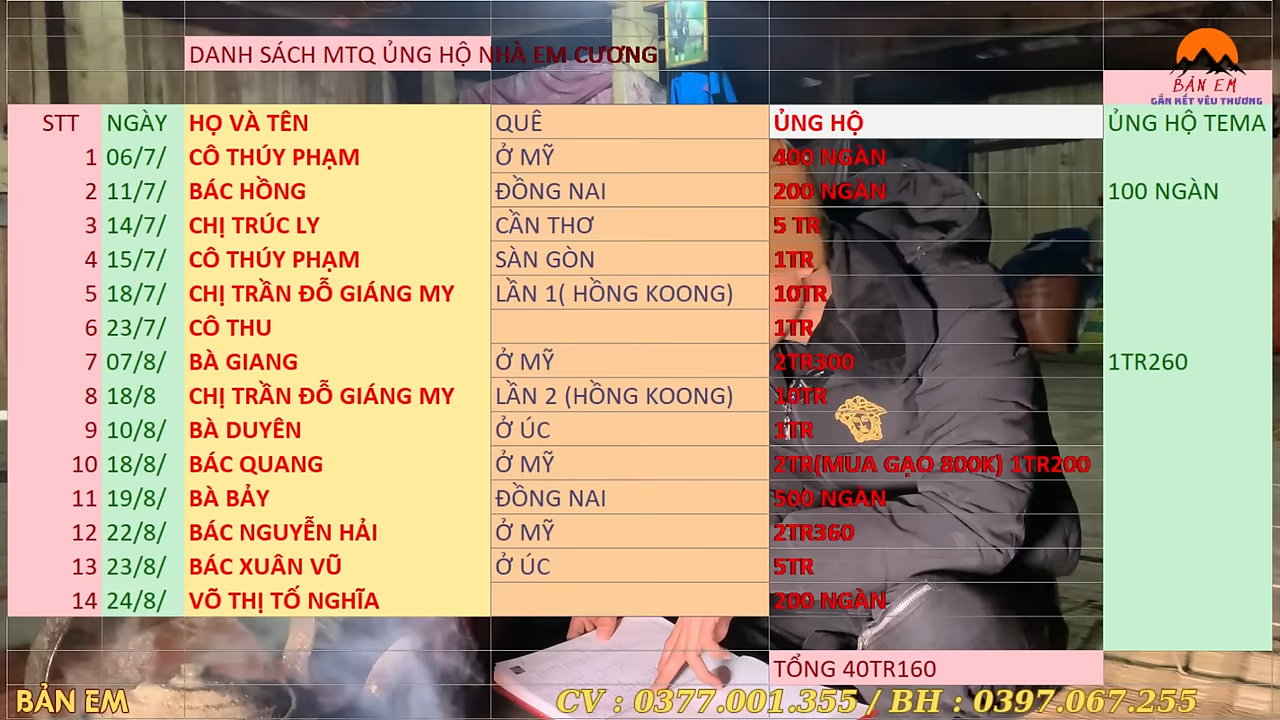 DANH SÁCH MTQ ỦNG HỘ NHÀ EM CƯƠNG
BẢN EM
GẮN KẾT YÊU THƯƠNG
STT NGÀY HỌ VÀ TÊN QUÊ ỦNG HỘ ỦNG HỘ TEMA
1 06/7/ CÔ THÚY PHẠM Ở MỸ 400 NGÀN
2 11/7/ BÁC HỒNG ĐỒNG NAI 200 NGÀN 100 NGÀN
3 14/7/ CHỊ TRÚC LY CẦN THƠ 5 TR
4 15/7/ CÔ THÚY PHẠM SÀN GÒN 1TR
5 18/7/ CHỊ TRẦN ĐỖ GIÁNG MY LẦN 1( HỒNG KOONG) 10TR
6 23/7/ CÔ THU 1TR
7 07/8/ BÀ GIANG Ở MỸ 2TR300 1TR260
8 18/8 CHỊ TRẦN ĐỖ GIÁNG MY LẦN 2 (HỒNG KOONG) 10TR
9 10/8/ BÀ DUYÊN Ở ÚC 1TR
10 18/8/ BÁC QUANG Ở MỸ 2TR(MUA GẠO 800K) 1TR200
11 19/8/ BÀ BẢY ĐỒNG NAI 500 NGÀN
12 22/8/ BÁC NGUYỄN HẢI Ở MỸ 2TR360
13 23/8/ BÁC XUÂN VŨ Ở ÚC 5TR
14 24/8/ VÕ THỊ TỐ NGHĨA 200 NGÀN
TỔNG 40TR160
BẢN EM CV : 0377.001.355 / BH : 0397.067.255